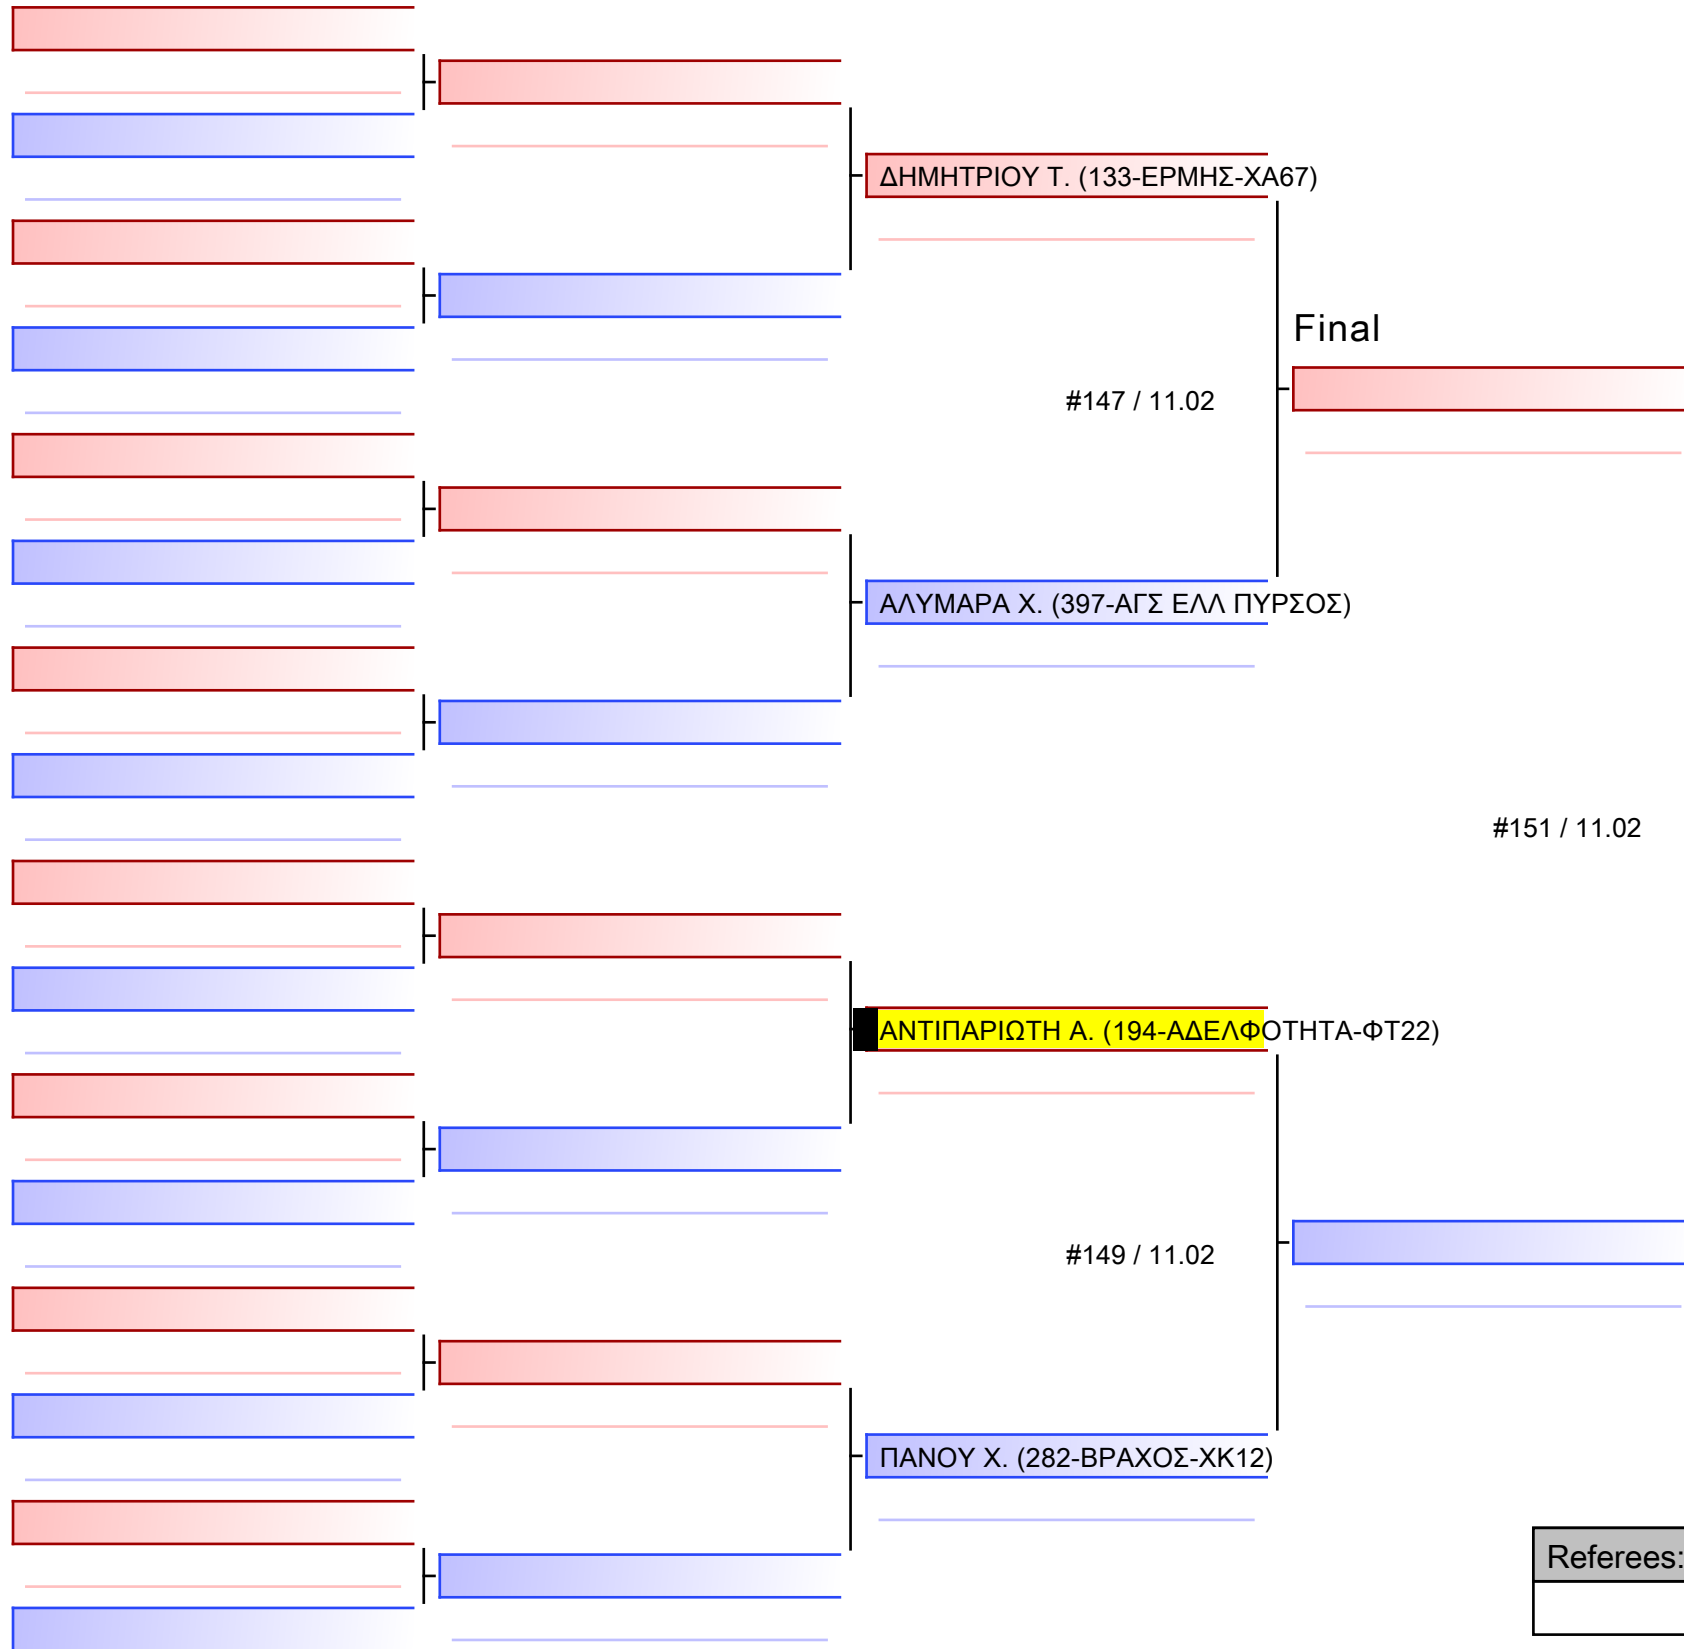 ΔΗΜΗΤΡΙΟΥ Τ. (133-ΕΡΜΗΣ-ΧΑ67)
Final
#147 / 11.02
ΑΛΥΜΑΡΑ Χ. (397-ΑΓΣ ΕΛΛ ΠΥΡΣΟΣ)
#151 / 11.02
ΑΝΤΙΠΑΡΙΩΤΗ Α. (194-ΑΔΕΛΦΟΤΗΤΑ-ΦΤ22)
#149 / 11.02
ΠΑΝΟΥ Χ. (282-ΒΡΑΧΟΣ-ΧΚ12)
Referees: